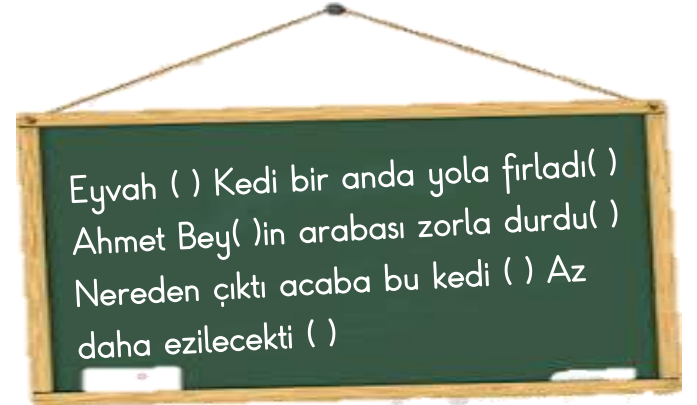 Eyvah ( ) Kedi bir anda yola fırladı( )
Ahmet Bey( )in arabası zorla durdu( )
Nereden çıktı acaba bu kedi ( ) Az
daha ezilecekti ( )